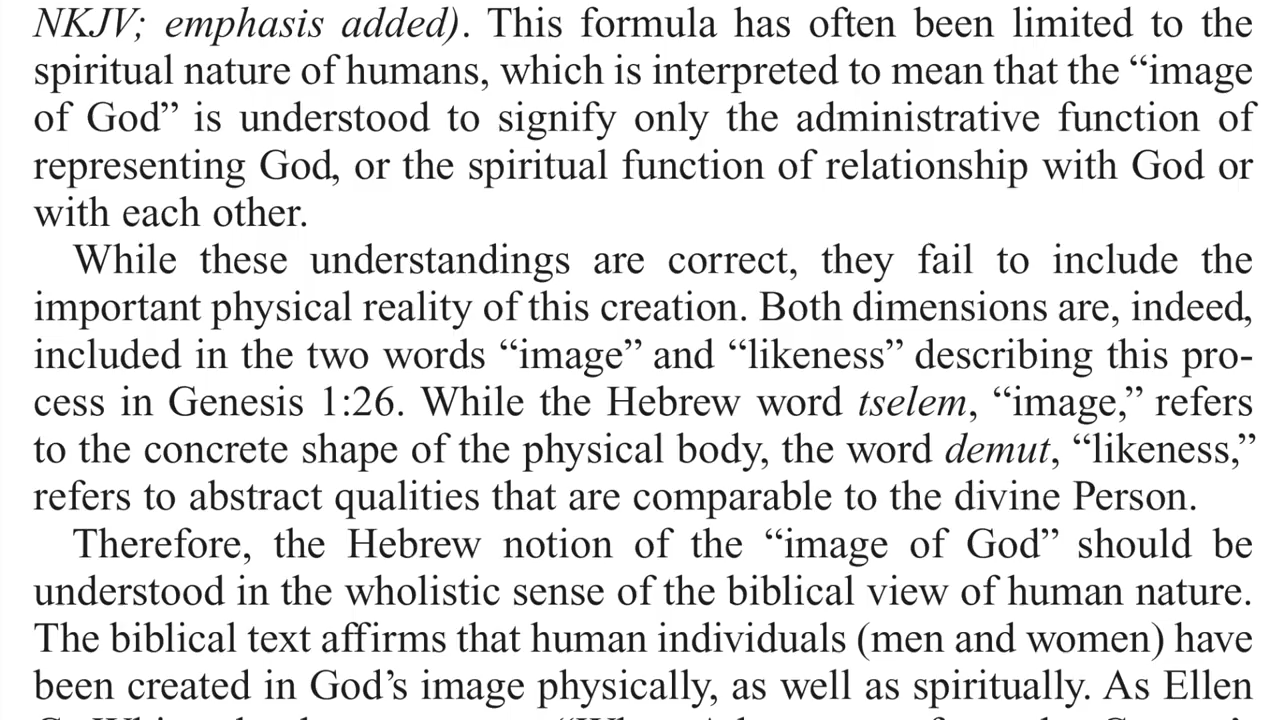 NKJV; emphasis added). This formula has often been limited to the
spiritual nature of humans, which is interpreted to mean that the “image
of God” is understood to signify only the administrative function of
representing God, or the spiritual function of relationship with God or
with each other.
While these understandings are correct, they fail to include the
important physical reality of this creation. Both dimensions are, indeed,
included in the two words “image” and “likeness” describing this pro-
cess in Genesis 1:26. While the Hebrew word tselem, “image,” refers
to the concrete shape of the physical body, the word demut, “likeness,”
refers to abstract qualities that are comparable to the divine Person.
Therefore, the Hebrew notion of the “image of God” should be
understood in the wholistic sense of the biblical view of human nature.
The biblical text affirms that human individuals (men and women) have
been created in God’s image physically, as well as spiritually. As Ellen